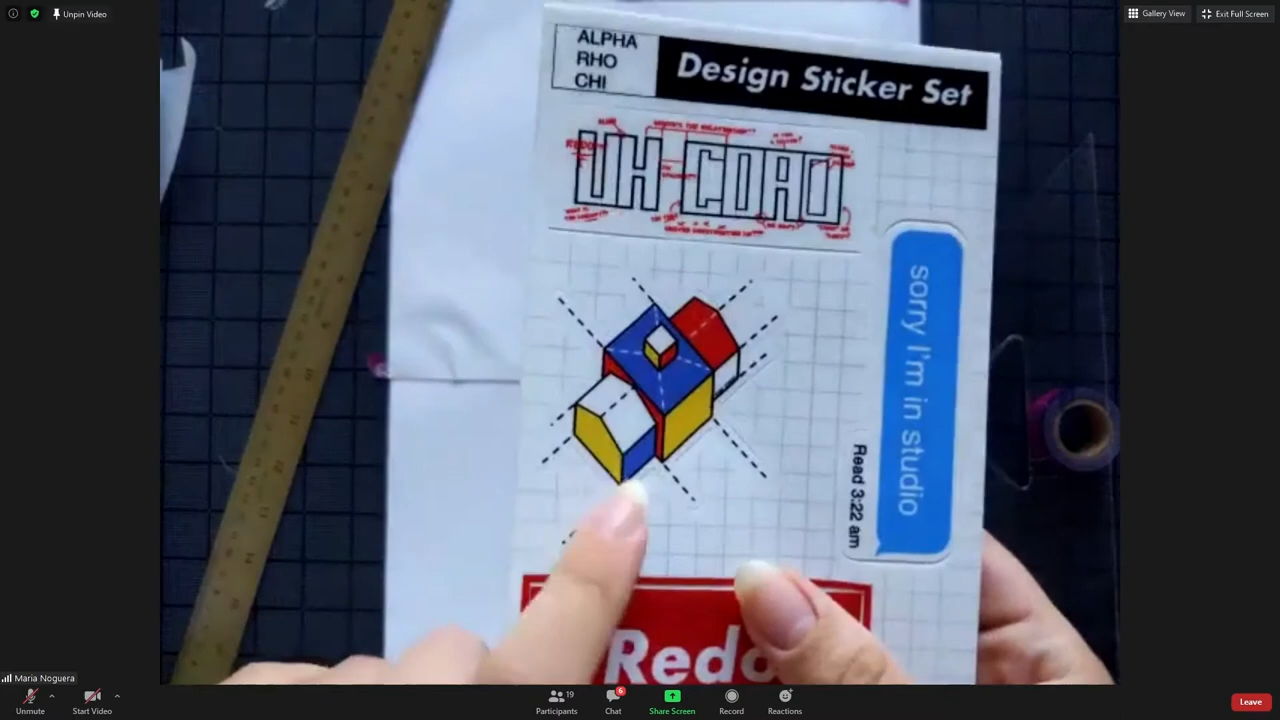 Unpin Video
Gallery View
Exit Full Screen
ALPHA
RHO
CHI
Design Sticker Set
UH COAD
sorry I'm in studio
Read 3:22 am
Redo
Maria Noguera
Unmute
Start Video
19
Participants
6
Chat
Share Screen
Record
Reactions
Leave